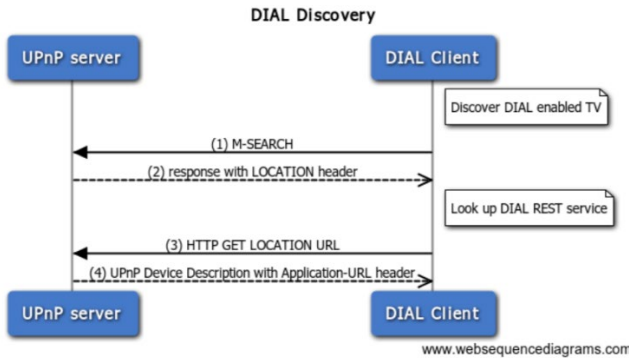 DIAL Discovery
UPnP server
DIAL Client
Discover DIAL enabled TV
(1) M-SEARCH
(2) response with LOCATION header
Look up DIAL REST service
(3) HTTP GET LOCATION URL
(4) UPnP Device Description with Application-URL header
UPnP server
DIAL Client
www.websequencediagrams.com